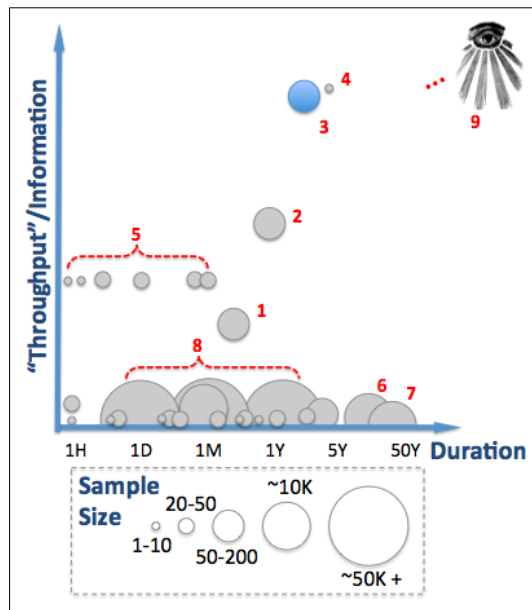 4
3
9
2
5
1
8
6
7
"Throughput"/Information
1H 1D 1M 1Y 5Y 50Y Duration
Sample
Size
20-50
~10K
1-10
50-200
~50K +